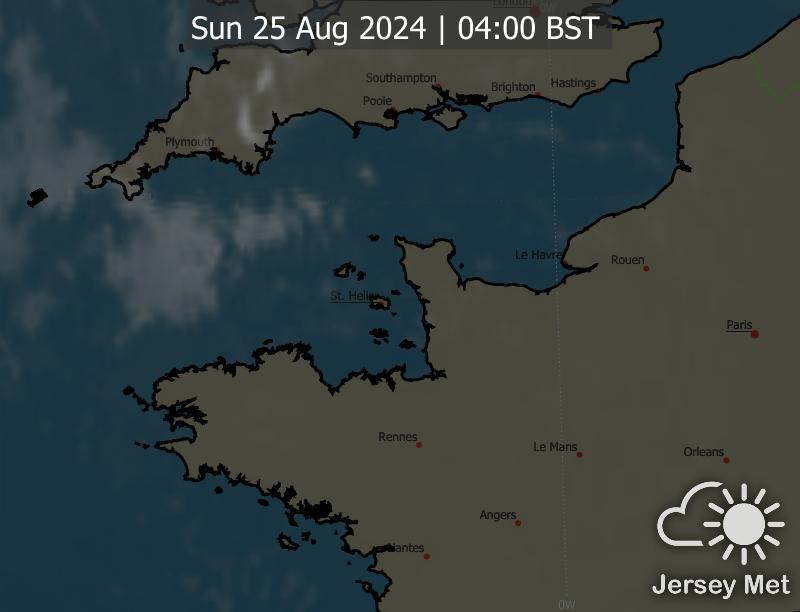 London
0W
Sun 25 Aug 2024 | 04:00 BST
Southampton
Brighton
Hastings
Poole
Plymouth
Le Havre
Rouen
St. Helier
Paris
Rennes
Le Mans
Orleans
Angers
Nantes
Jersey Met
0W